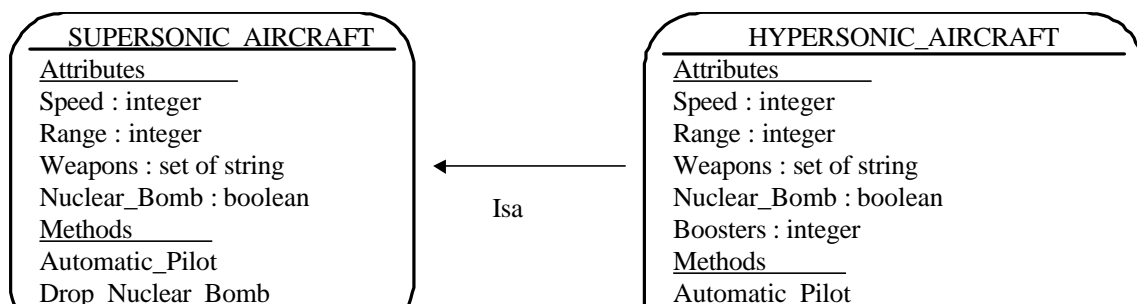 SUPERSONIC_AIRCRAFT
Attributes
Speed : integer
Range : integer
Weapons : set of string
Nuclear_Bomb : boolean
Methods
Automatic_Pilot
Drop_Nuclear_Bomb
Isa
HYPERSONIC_AIRCRAFT
Attributes
Speed : integer
Range : integer
Weapons : set of string
Nuclear_Bomb : boolean
Boosters : integer
Methods
Automatic_Pilot